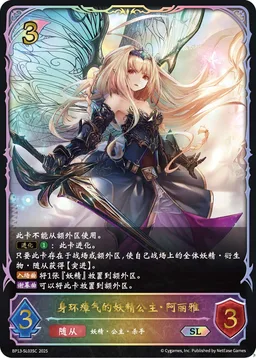 3
此卡不能从额外区使用。
进化 1 ：此卡进化。
只要此卡存在于战场或额外区，使自己战场上的全体妖精·衍生
物·随从获得【突进】。
入场曲 将1张『妖精』放置到额外区。
谢幕曲 可以将此卡放置到额外区。
身环瘴气的妖精公主·阿丽雅
3
随从
妖精·公主·杀手
SL
3
EP13-SL03SC 2025
© Cygames, Inc. Published by NetEase Games